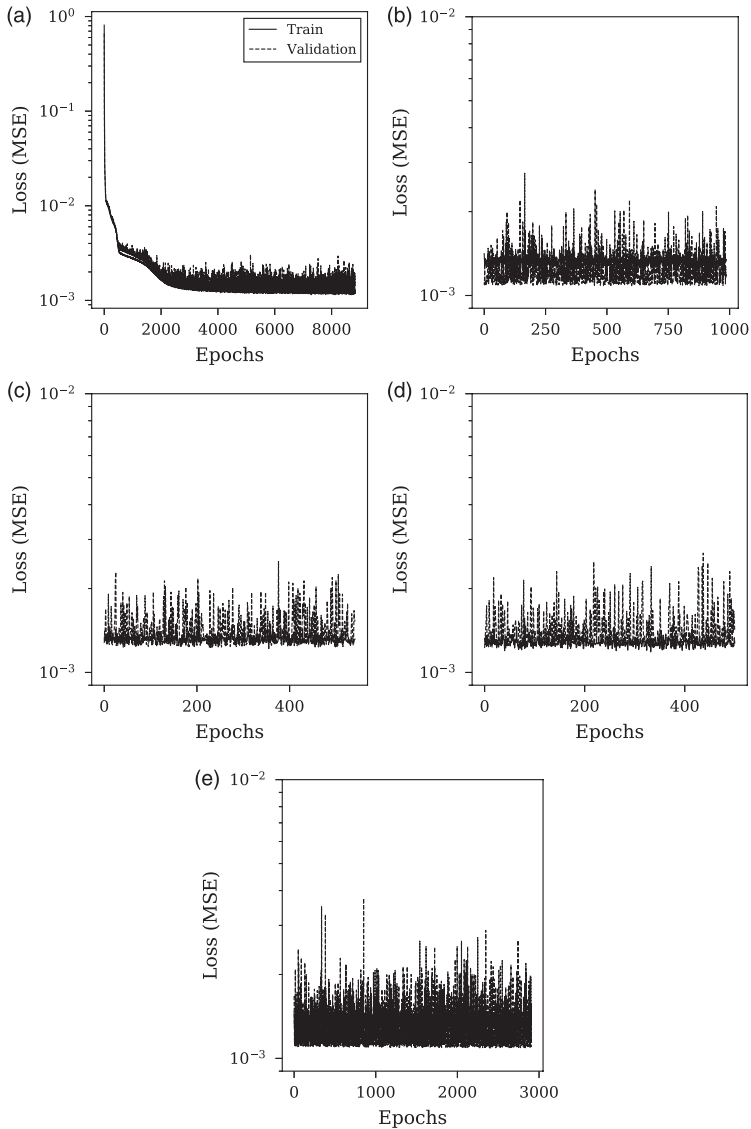 (a)
10⁰
10⁻¹
10⁻²
10⁻³
Loss (MSE)
Train
Validation
0 2000 4000 6000 8000
Epochs
(b)
10⁻²
10⁻³
Loss (MSE)
0 250 500 750 1000
Epochs
(c)
10⁻²
10⁻³
Loss (MSE)
0 200 400
Epochs
(d)
10⁻²
10⁻³
Loss (MSE)
0 200 400
Epochs
(e)
10⁻²
10⁻³
Loss (MSE)
0 1000 2000 3000
Epochs